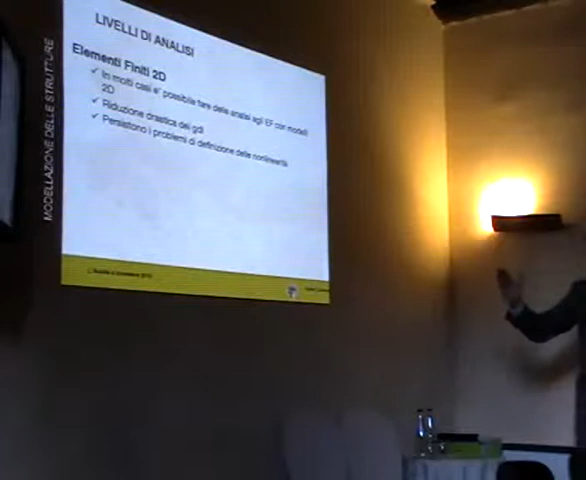 LIVELLI DI ANALISI
MODELLAZIONE DELLE STRUTTURE
Elementi Finiti 2D
✓ In molti casi e' possibile fare delle analisi agli EF con modelli
2D
✓ Riduzione drastica dei gdl
✓ Persistono i problemi di definizione delle nonlinearità